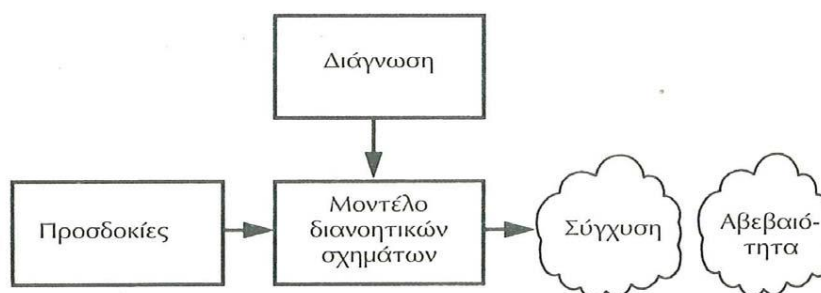 Διάγνωση
Προσδοκίες
Μοντέλο
διανοητικών
σχημάτων
Σύγχυση
Αβεβαιό-
τητα